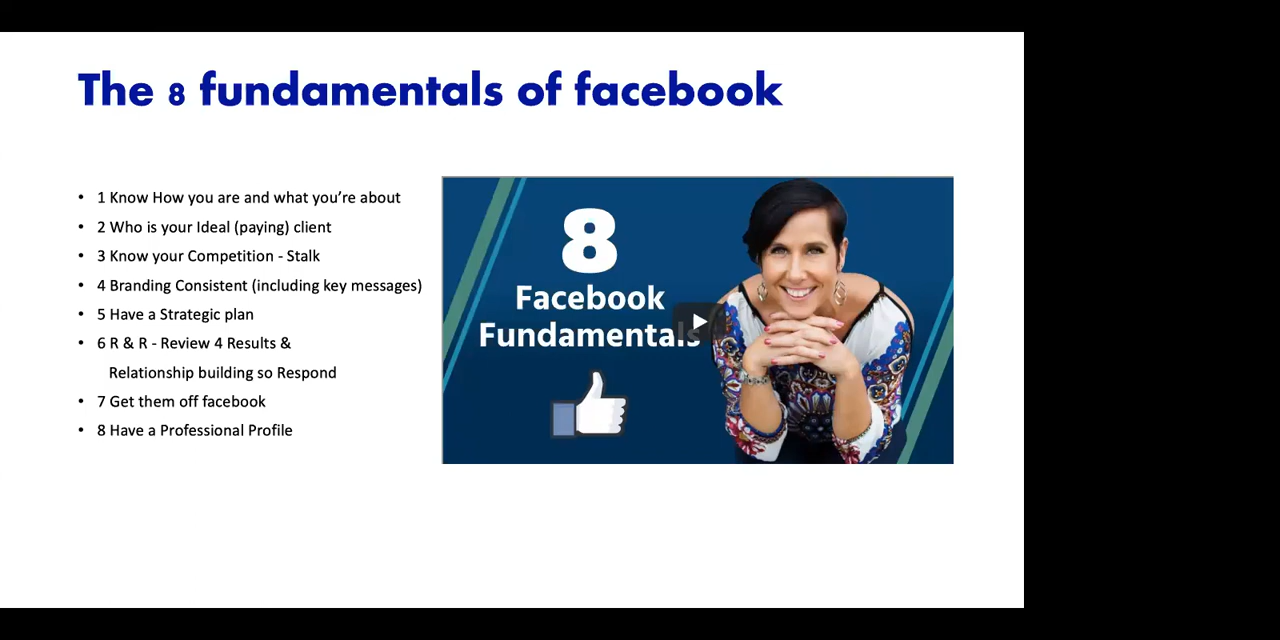 The 8 fundamentals of facebook
• 1 Know How you are and what you're about
• 2 Who is your Ideal (paying) client
• 3 Know your Competition - Stalk
• 4 Branding Consistent (including key messages)
• 5 Have a Strategic plan
• 6 R & R - Review 4 Results &
Relationship building so Respond
• 7 Get them off facebook
• 8 Have a Professional Profile
8
Facebook
Fundamentals